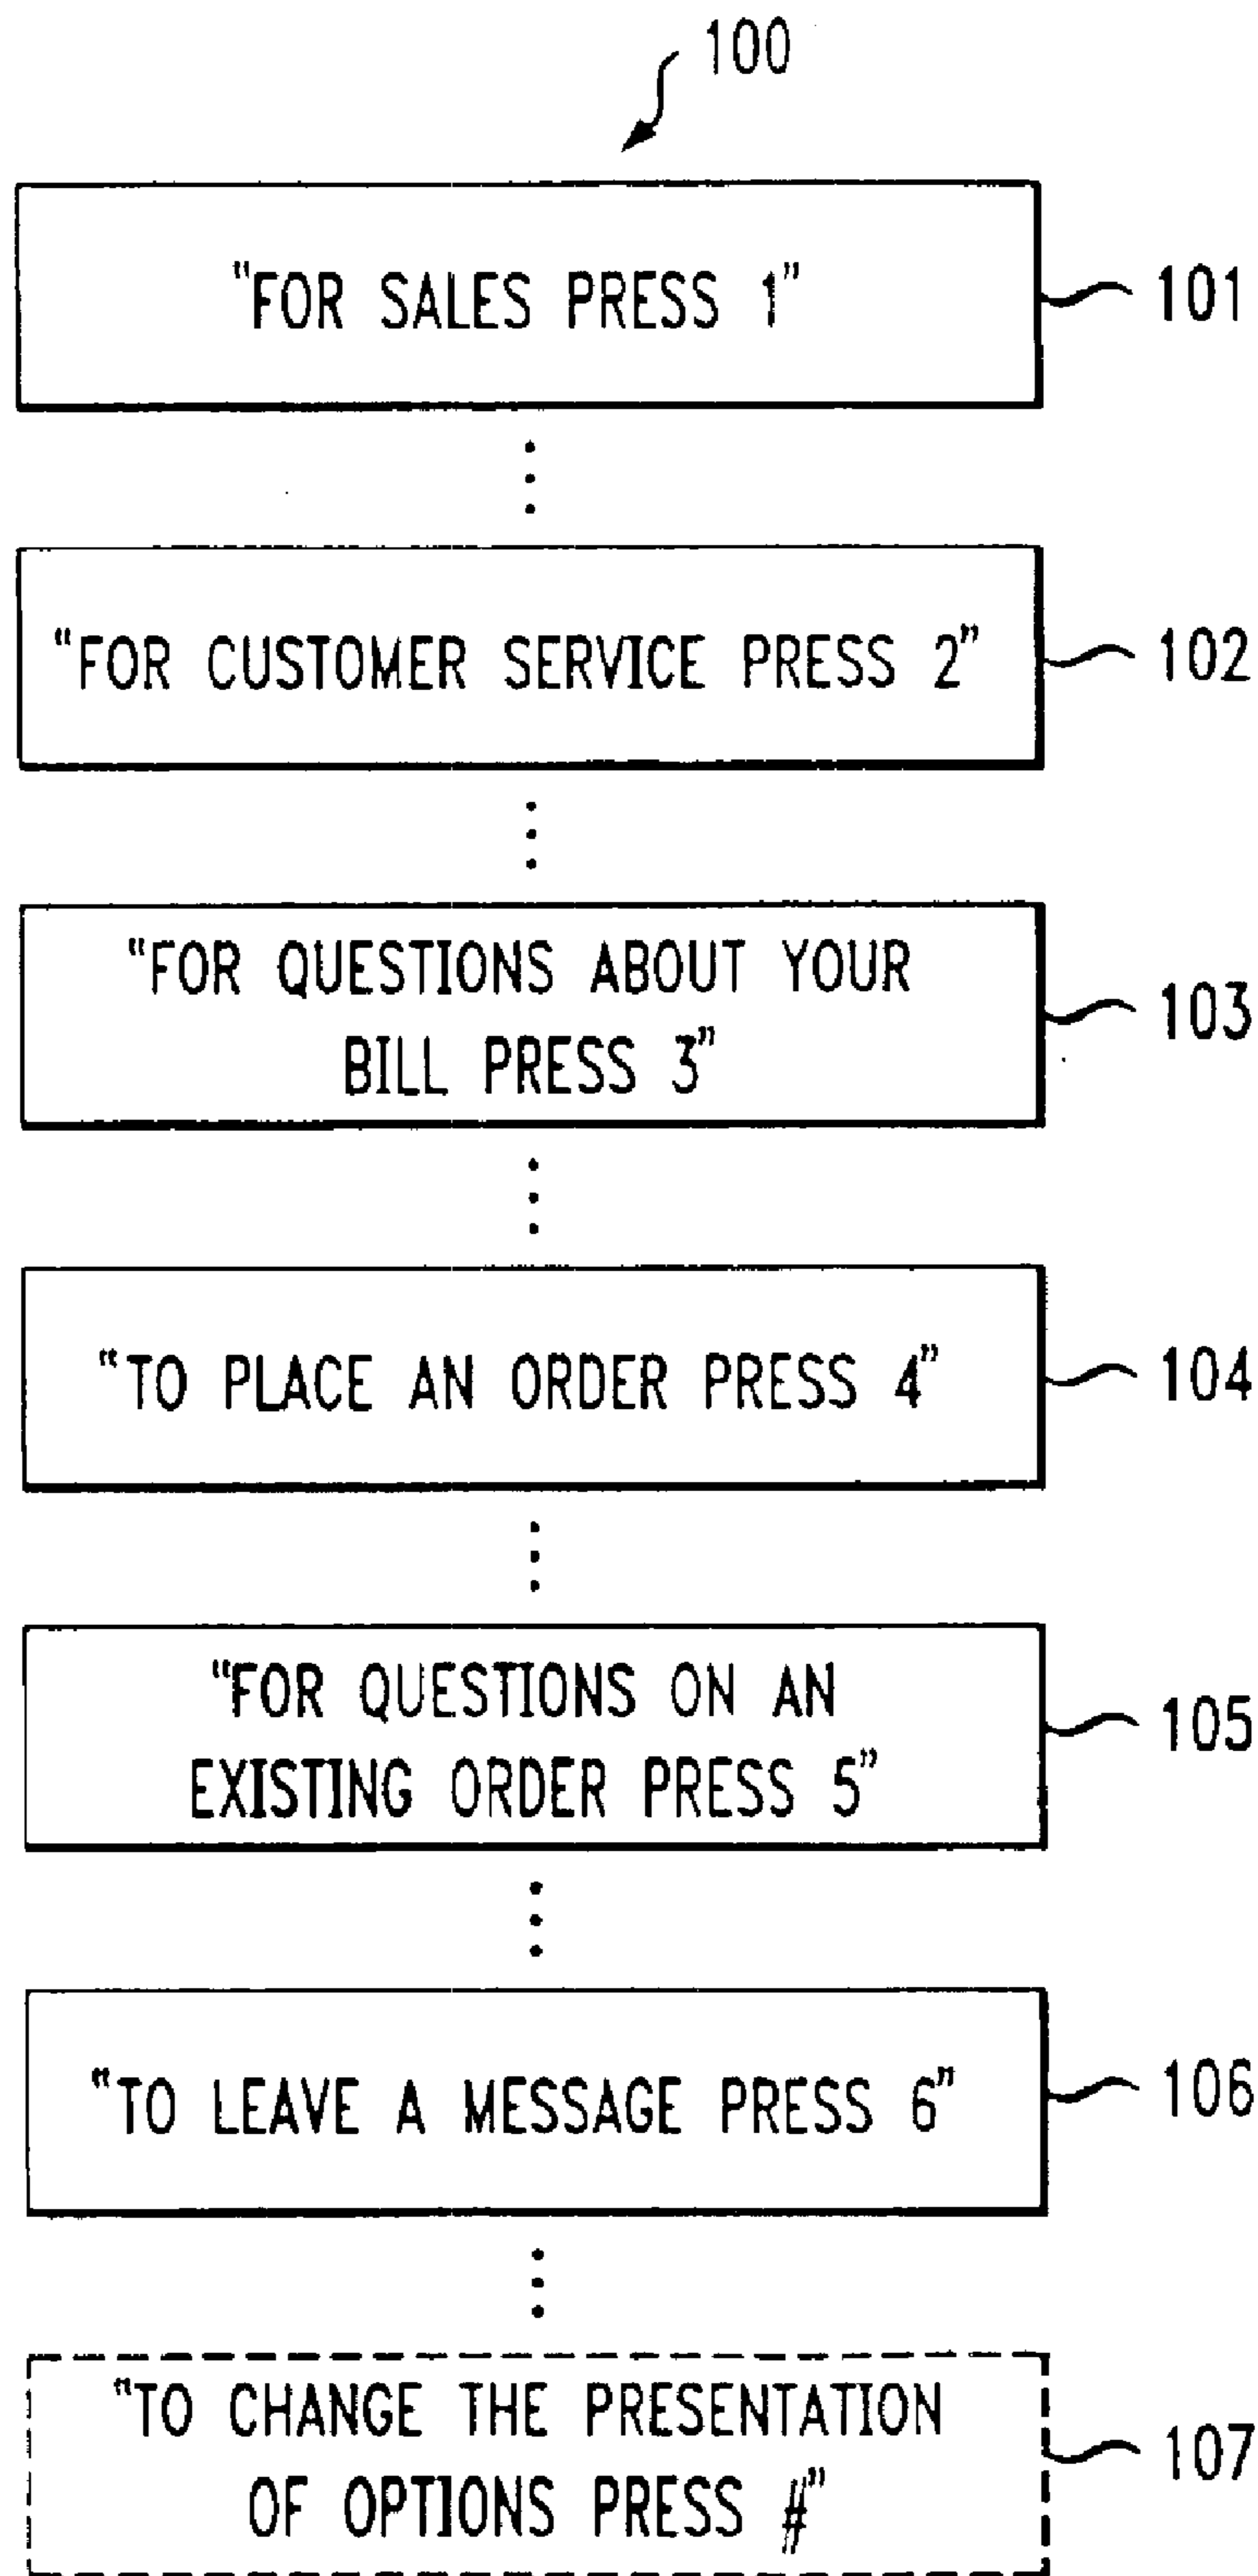 100
"FOR SALES PRESS 1"
101
"FOR CUSTOMER SERVICE PRESS 2"
102
"FOR QUESTIONS ABOUT YOUR
BILL PRESS 3"
103
"TO PLACE AN ORDER PRESS 4"
104
"FOR QUESTIONS ON AN
EXISTING ORDER PRESS 5"
105
"TO LEAVE A MESSAGE PRESS 6"
106
"TO CHANGE THE PRESENTATION
OF OPTIONS PRESS #"
107